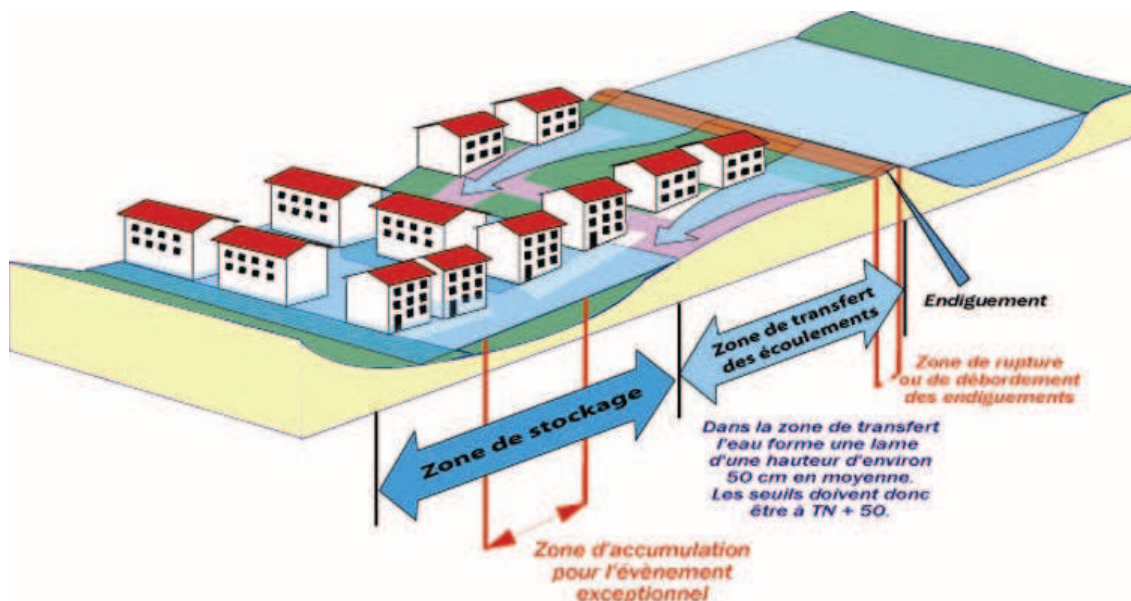 Endiguement
Zone de transfert
des écoulements
Zone de rupture
ou de débordement
des endiguements
Zone de stockage
Dans la zone de transfert
l'eau forme une lame
d'une hauteur d'environ
50 cm en moyenne.
Les seuils doivent donc
être à TN + 50.
Zone d'accumulation
pour l'évènement
exceptionnel